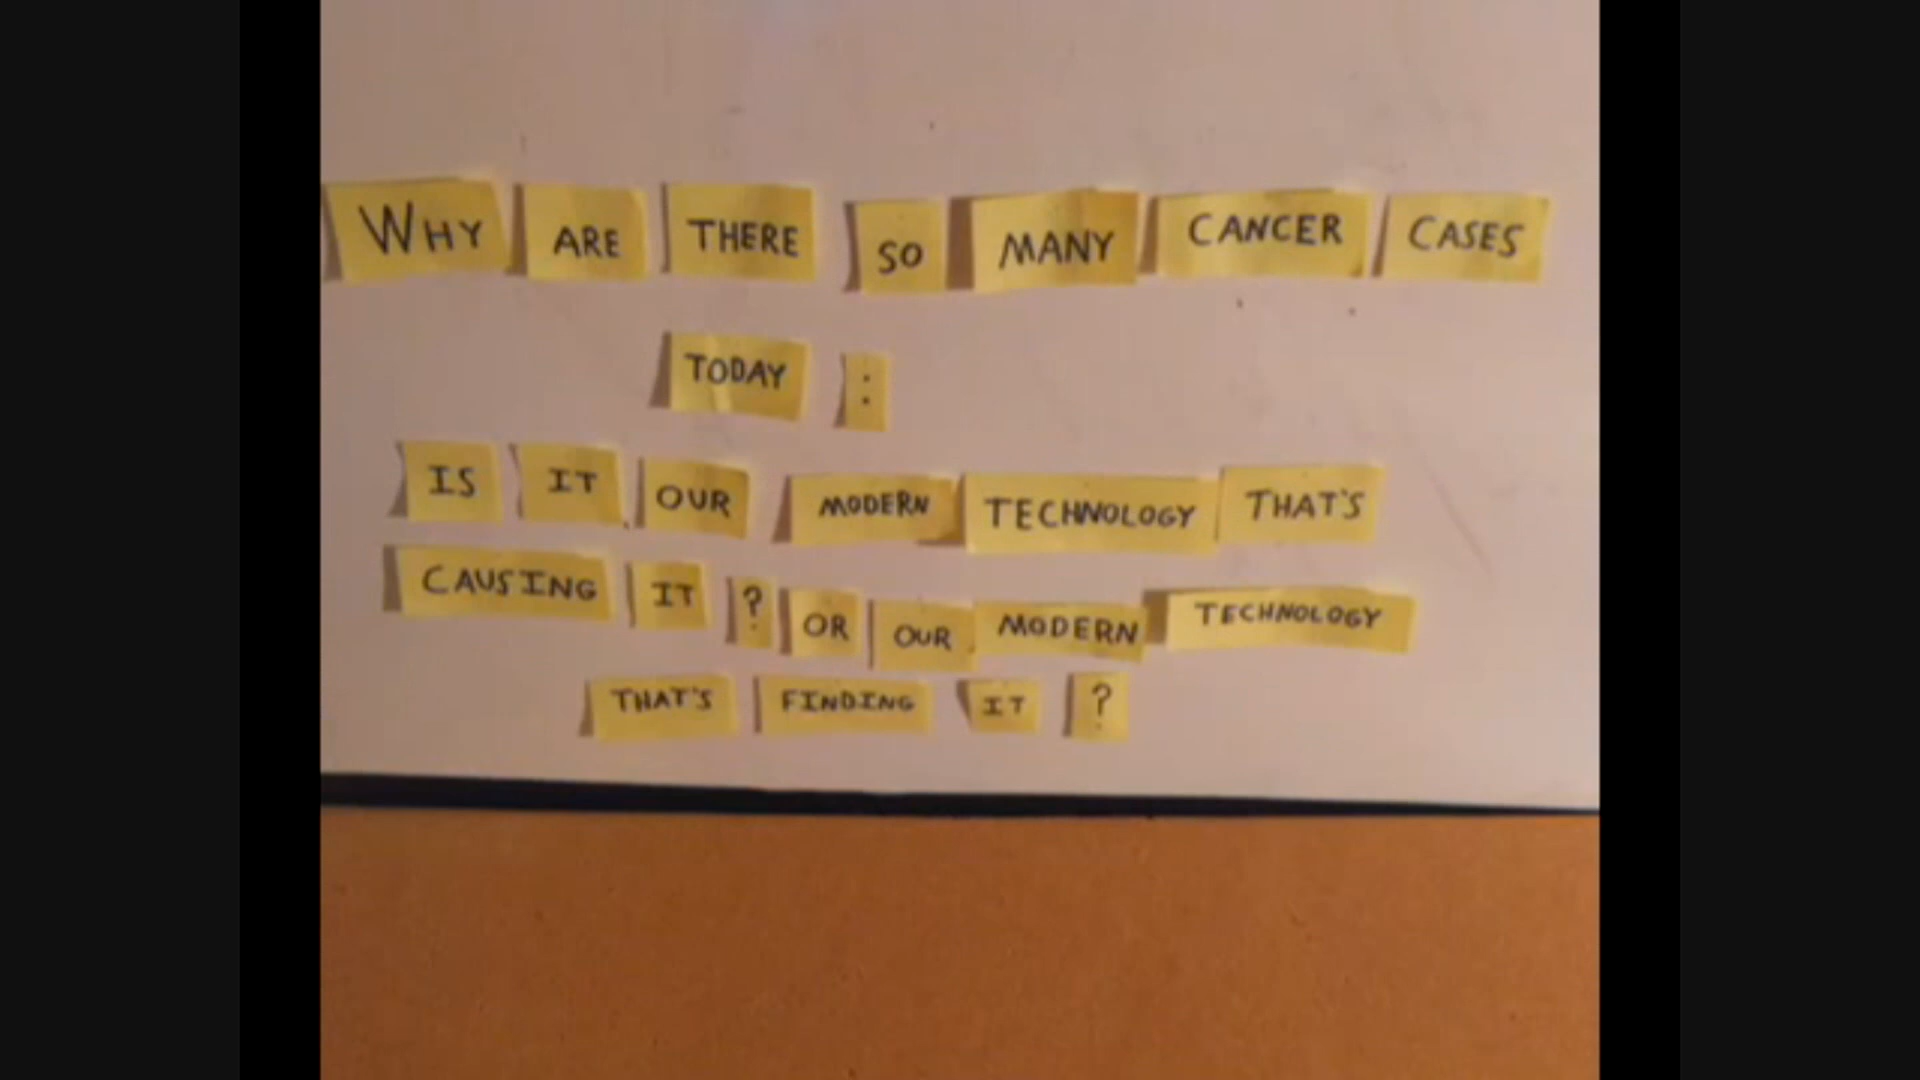 WHY ARE THERE SO MANY CANCER CASES
TODAY :
IS IT OUR MODERN TECHNOLOGY THAT'S
CAUSING IT ? OR OUR MODERN TECHNOLOGY
THAT'S FINDING IT ?